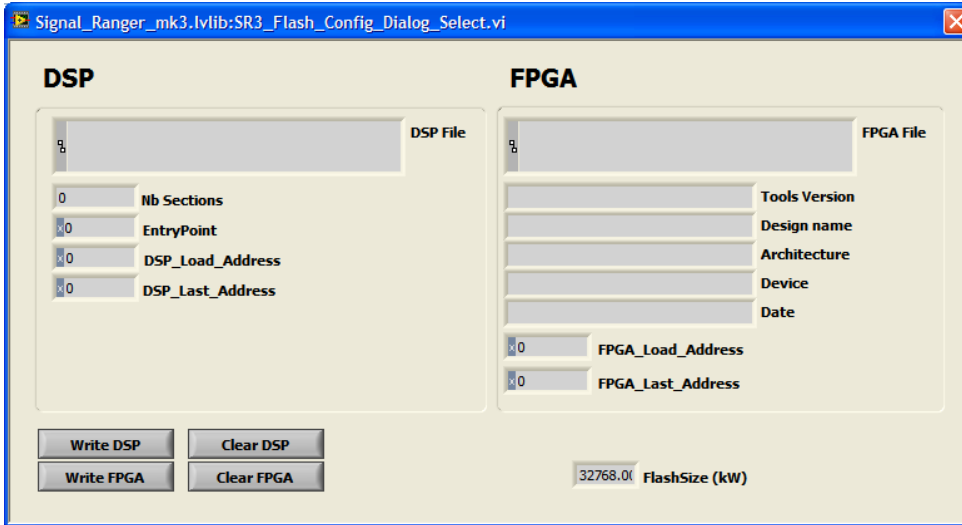 Signal_Ranger_mk3.lvlib:SR3_Flash_Config_Dialog_Select.vi
DSP
DSP File
0 Nb Sections
x0 EntryPoint
x0 DSP_Load_Address
x0 DSP_Last_Address
FPGA
FPGA File
Tools Version
Design name
Architecture
Device
Date
x0 FPGA_Load_Address
x0 FPGA_Last_Address
Write DSP Clear DSP
Write FPGA Clear FPGA
32768.0 FlashSize (kW)